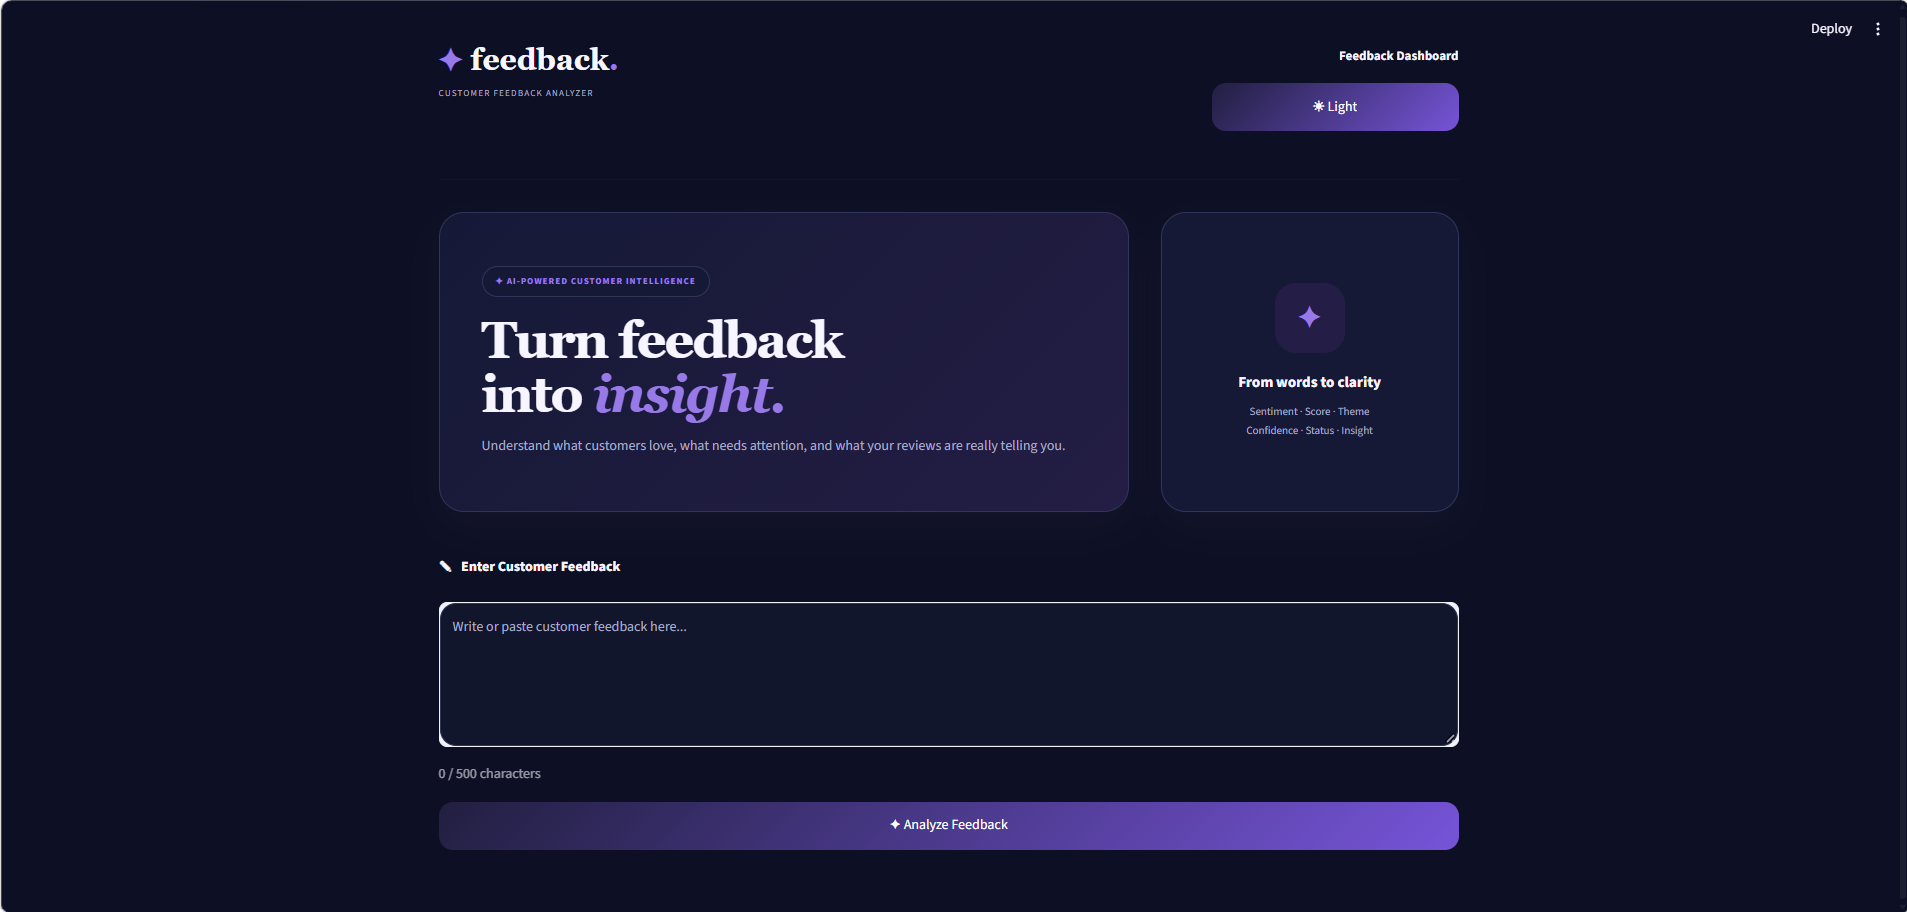 Deploy
feedback.
CUSTOMER FEEDBACK ANALYZER
Feedback Dashboard
☀ Light
✦ AI-POWERED CUSTOMER INTELLIGENCE
Turn feedback
into insight.
Understand what customers love, what needs attention, and what your reviews are really telling you.
From words to clarity
Sentiment · Score · Theme
Confidence · Status · Insight
Enter Customer Feedback
Write or paste customer feedback here...
0 / 500 characters
✦ Analyze Feedback